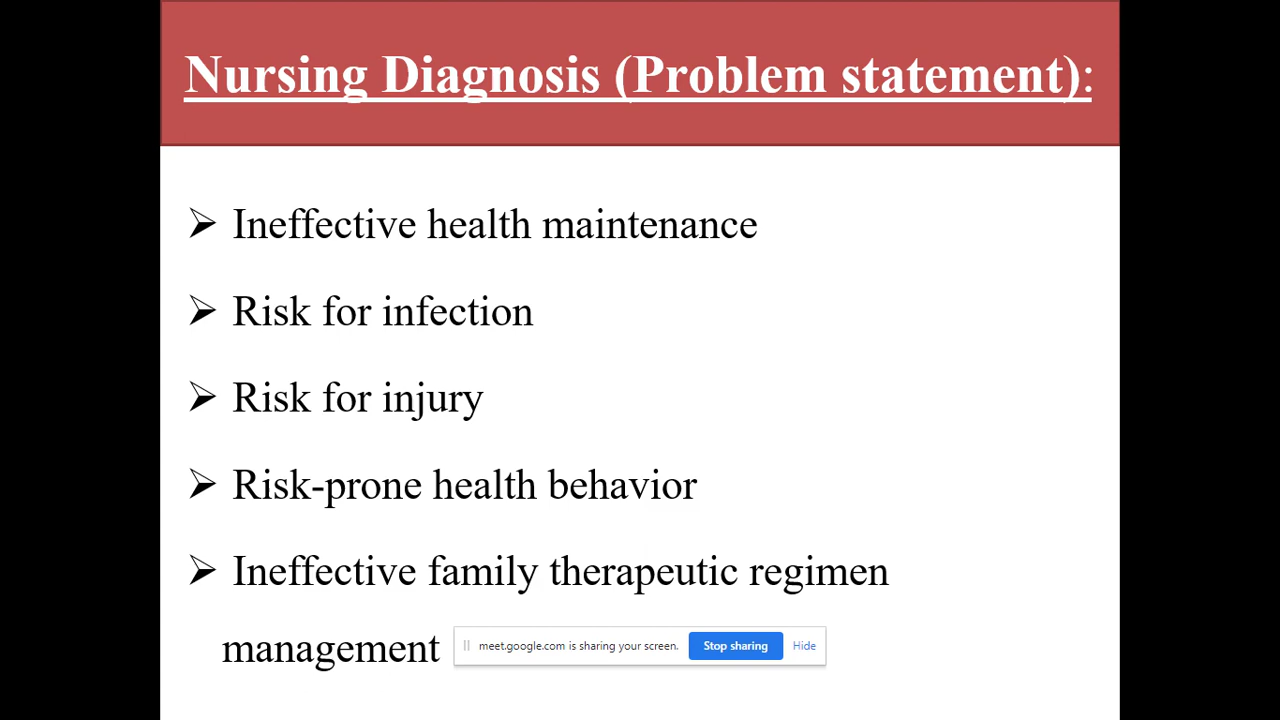 Nursing Diagnosis (Problem statement):
➢ Ineffective health maintenance
➢ Risk for infection
➢ Risk for injury
➢ Risk-prone health behavior
➢ Ineffective family therapeutic regimen
management
meet.google.com is sharing your screen. Stop sharing Hide